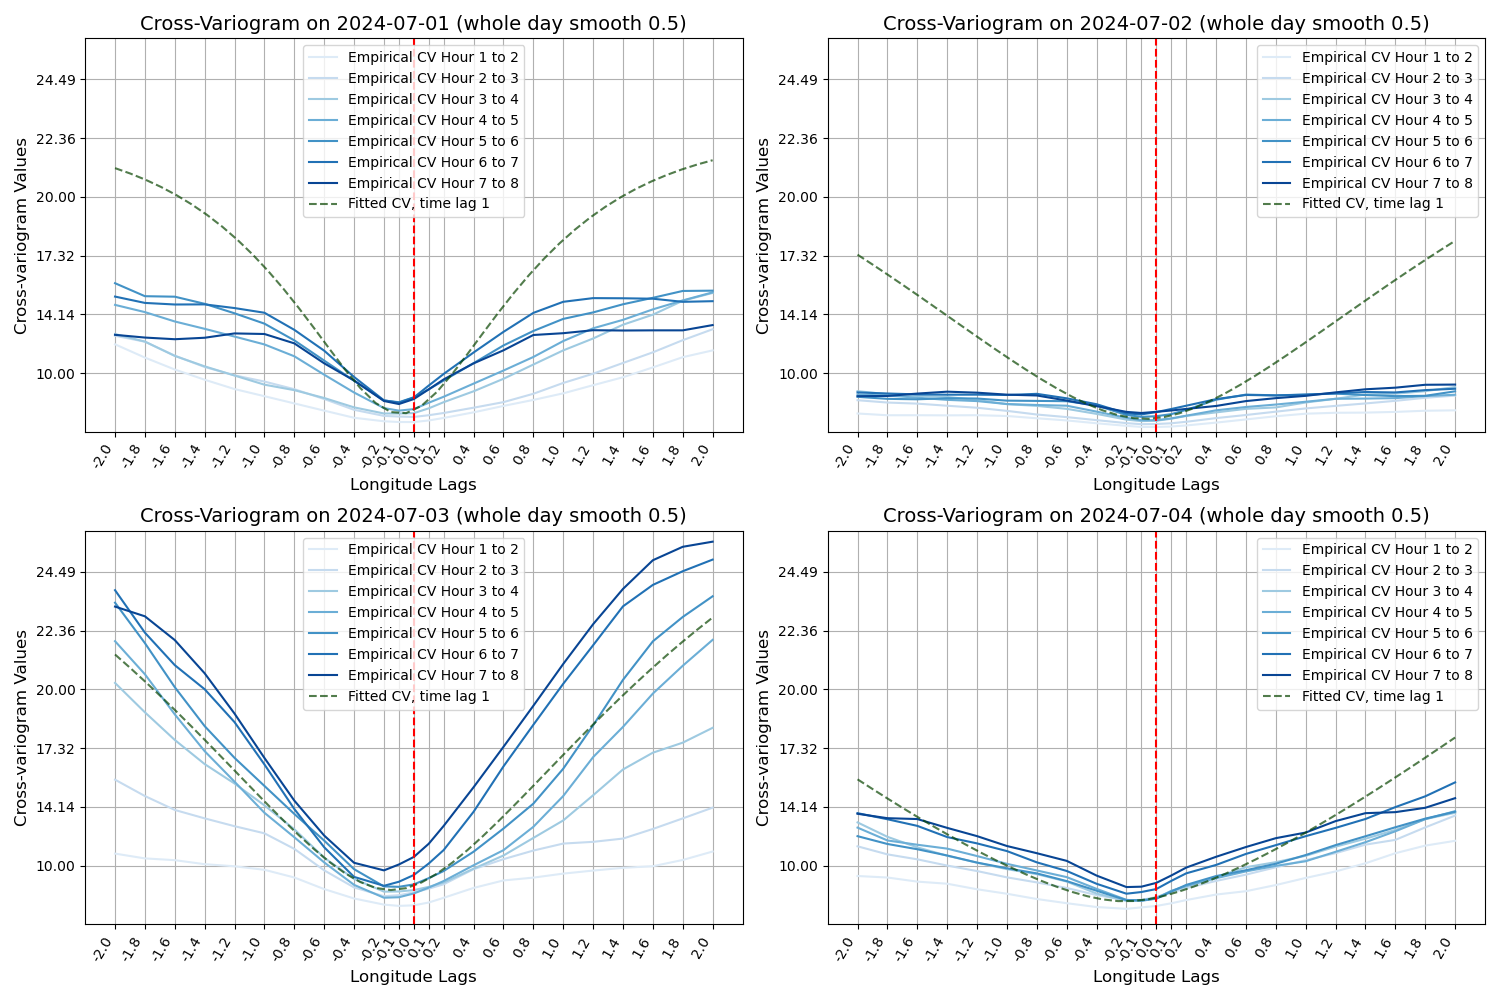 Cross-Variogram on 2024-07-01 (whole day smooth 0.5)
Cross-variogram Values
24.49
22.36
20.00
17.32
14.14
10.00
Empirical CV Hour 1 to 2
Empirical CV Hour 2 to 3
Empirical CV Hour 3 to 4
Empirical CV Hour 4 to 5
Empirical CV Hour 5 to 6
Empirical CV Hour 6 to 7
Empirical CV Hour 7 to 8
Fitted CV, time lag 1
-2.0 -1.8 -1.6 -1.4 -1.2 -1.0 -0.8 -0.6 -0.4 -0.2 -0.1 0.0 0.1 0.2 0.4 0.6 0.8 1.0 1.2 1.4 1.6 1.8 2.0
Longitude Lags
Cross-Variogram on 2024-07-02 (whole day smooth 0.5)
Cross-variogram Values
24.49
22.36
20.00
17.32
14.14
10.00
Empirical CV Hour 1 to 2
Empirical CV Hour 2 to 3
Empirical CV Hour 3 to 4
Empirical CV Hour 4 to 5
Empirical CV Hour 5 to 6
Empirical CV Hour 6 to 7
Empirical CV Hour 7 to 8
Fitted CV, time lag 1
-2.0 -1.8 -1.6 -1.4 -1.2 -1.0 -0.8 -0.6 -0.4 -0.2 -0.1 0.0 0.1 0.2 0.4 0.6 0.8 1.0 1.2 1.4 1.6 1.8 2.0
Longitude Lags
Cross-Variogram on 2024-07-03 (whole day smooth 0.5)
Cross-variogram Values
24.49
22.36
20.00
17.32
14.14
10.00
Empirical CV Hour 1 to 2
Empirical CV Hour 2 to 3
Empirical CV Hour 3 to 4
Empirical CV Hour 4 to 5
Empirical CV Hour 5 to 6
Empirical CV Hour 6 to 7
Empirical CV Hour 7 to 8
Fitted CV, time lag 1
-2.0 -1.8 -1.6 -1.4 -1.2 -1.0 -0.8 -0.6 -0.4 -0.2 -0.1 0.0 0.1 0.2 0.4 0.6 0.8 1.0 1.2 1.4 1.6 1.8 2.0
Longitude Lags
Cross-Variogram on 2024-07-04 (whole day smooth 0.5)
Cross-variogram Values
24.49
22.36
20.00
17.32
14.14
10.00
Empirical CV Hour 1 to 2
Empirical CV Hour 2 to 3
Empirical CV Hour 3 to 4
Empirical CV Hour 4 to 5
Empirical CV Hour 5 to 6
Empirical CV Hour 6 to 7
Empirical CV Hour 7 to 8
Fitted CV, time lag 1
-2.0 -1.8 -1.6 -1.4 -1.2 -1.0 -0.8 -0.6 -0.4 -0.2 -0.1 0.0 0.1 0.2 0.4 0.6 0.8 1.0 1.2 1.4 1.6 1.8 2.0
Longitude Lags